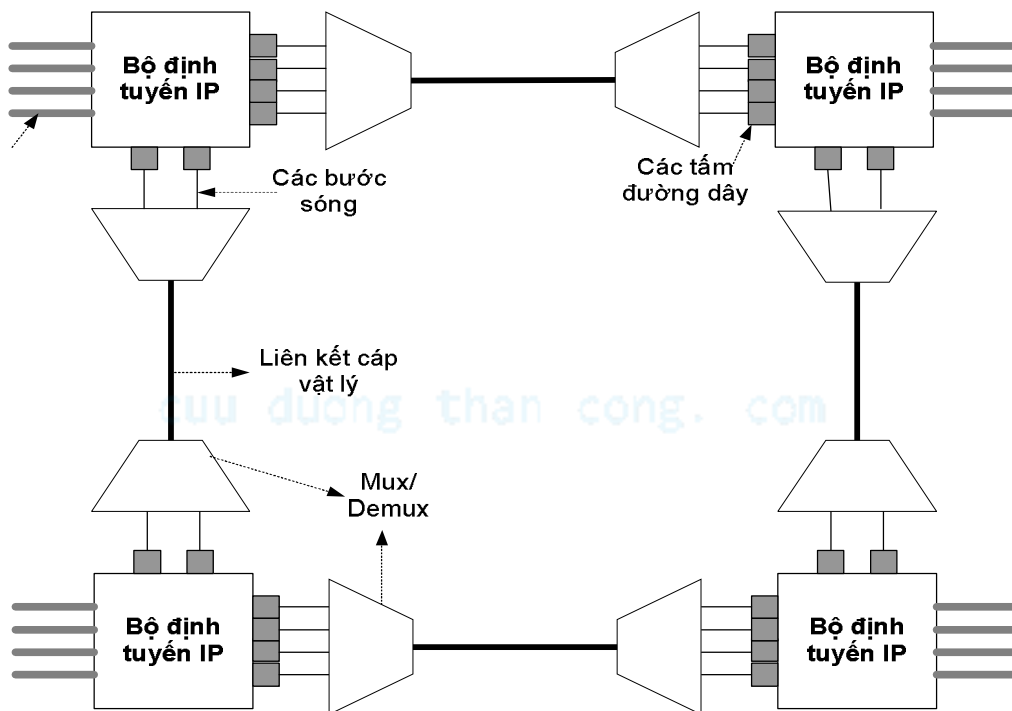 Bộ định
tuyến IP
Bộ định
tuyến IP
Các bước
sóng
Các tấm
đường dây
Liên kết cáp
vật lý
cuu duong than cong. com
Mux/
Demux
Bộ định
tuyến IP
Bộ định
tuyến IP